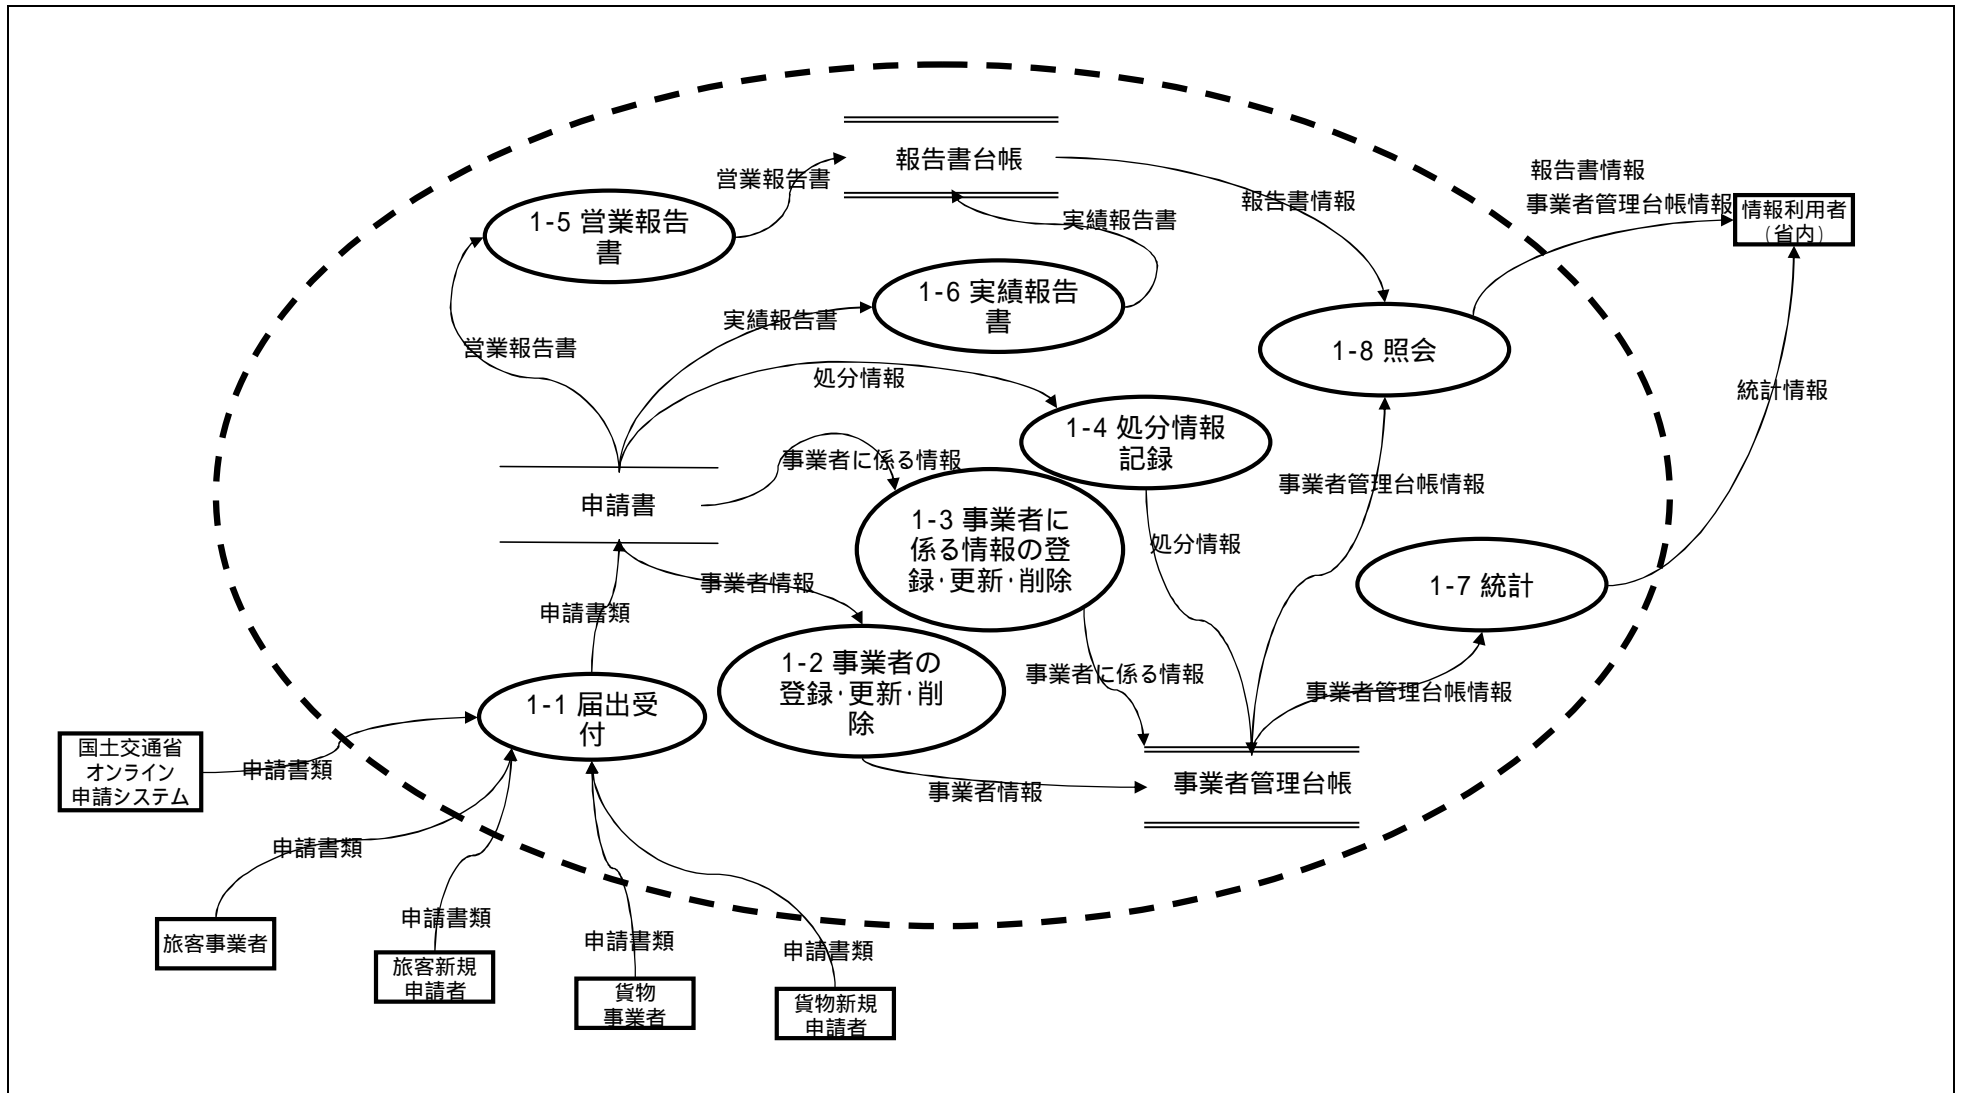 報告書台帳
営業報告書
報告書情報
事業者管理台帳情報
情報利用者
(省内)
1-5 営業報告
書
実績報告書
報告書情報
1-6 実績報告
書
実績報告書
営業報告書
1-8 照会
処分情報
統計情報
1-4 処分情報
記録
事業者に係る情報
事業者管理台帳情報
申請書
1-3 事業者に
係る情報の登
録・更新・削除
処分情報
事業者情報
1-7 統計
申請書類
1-2 事業者の
登録・更新・削
除
事業者に係る情報
事業者管理台帳情報
1-1 届出受
付
国土交通省
オンライン
申請システム
申請書類
事業者情報
事業者管理台帳
申請書類
申請書類
申請書類
申請書類
旅客事業者
旅客新規
申請者
貨物
事業者
貨物新規
申請者